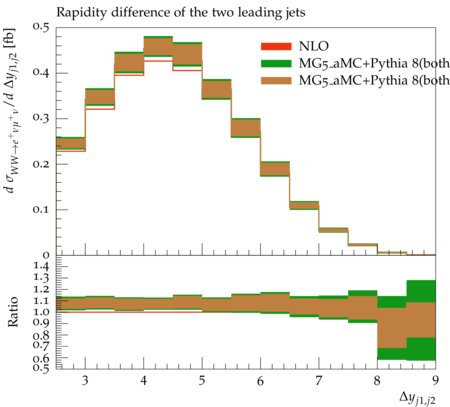 Rapidity difference of the two leading jets
d σWW→e+νμ+ν / d Δyj1,j2 [fb]
0.5
0.4
0.3
0.2
0.1
0
NLO
MG5_aMC+Pythia 8(both
MG5_aMC+Pythia 8(both
Ratio
1.4
1.3
1.2
1.1
1.0
0.9
0.8
0.7
0.6
0.5
3 4 5 6 7 8 9
Δyj1,j2